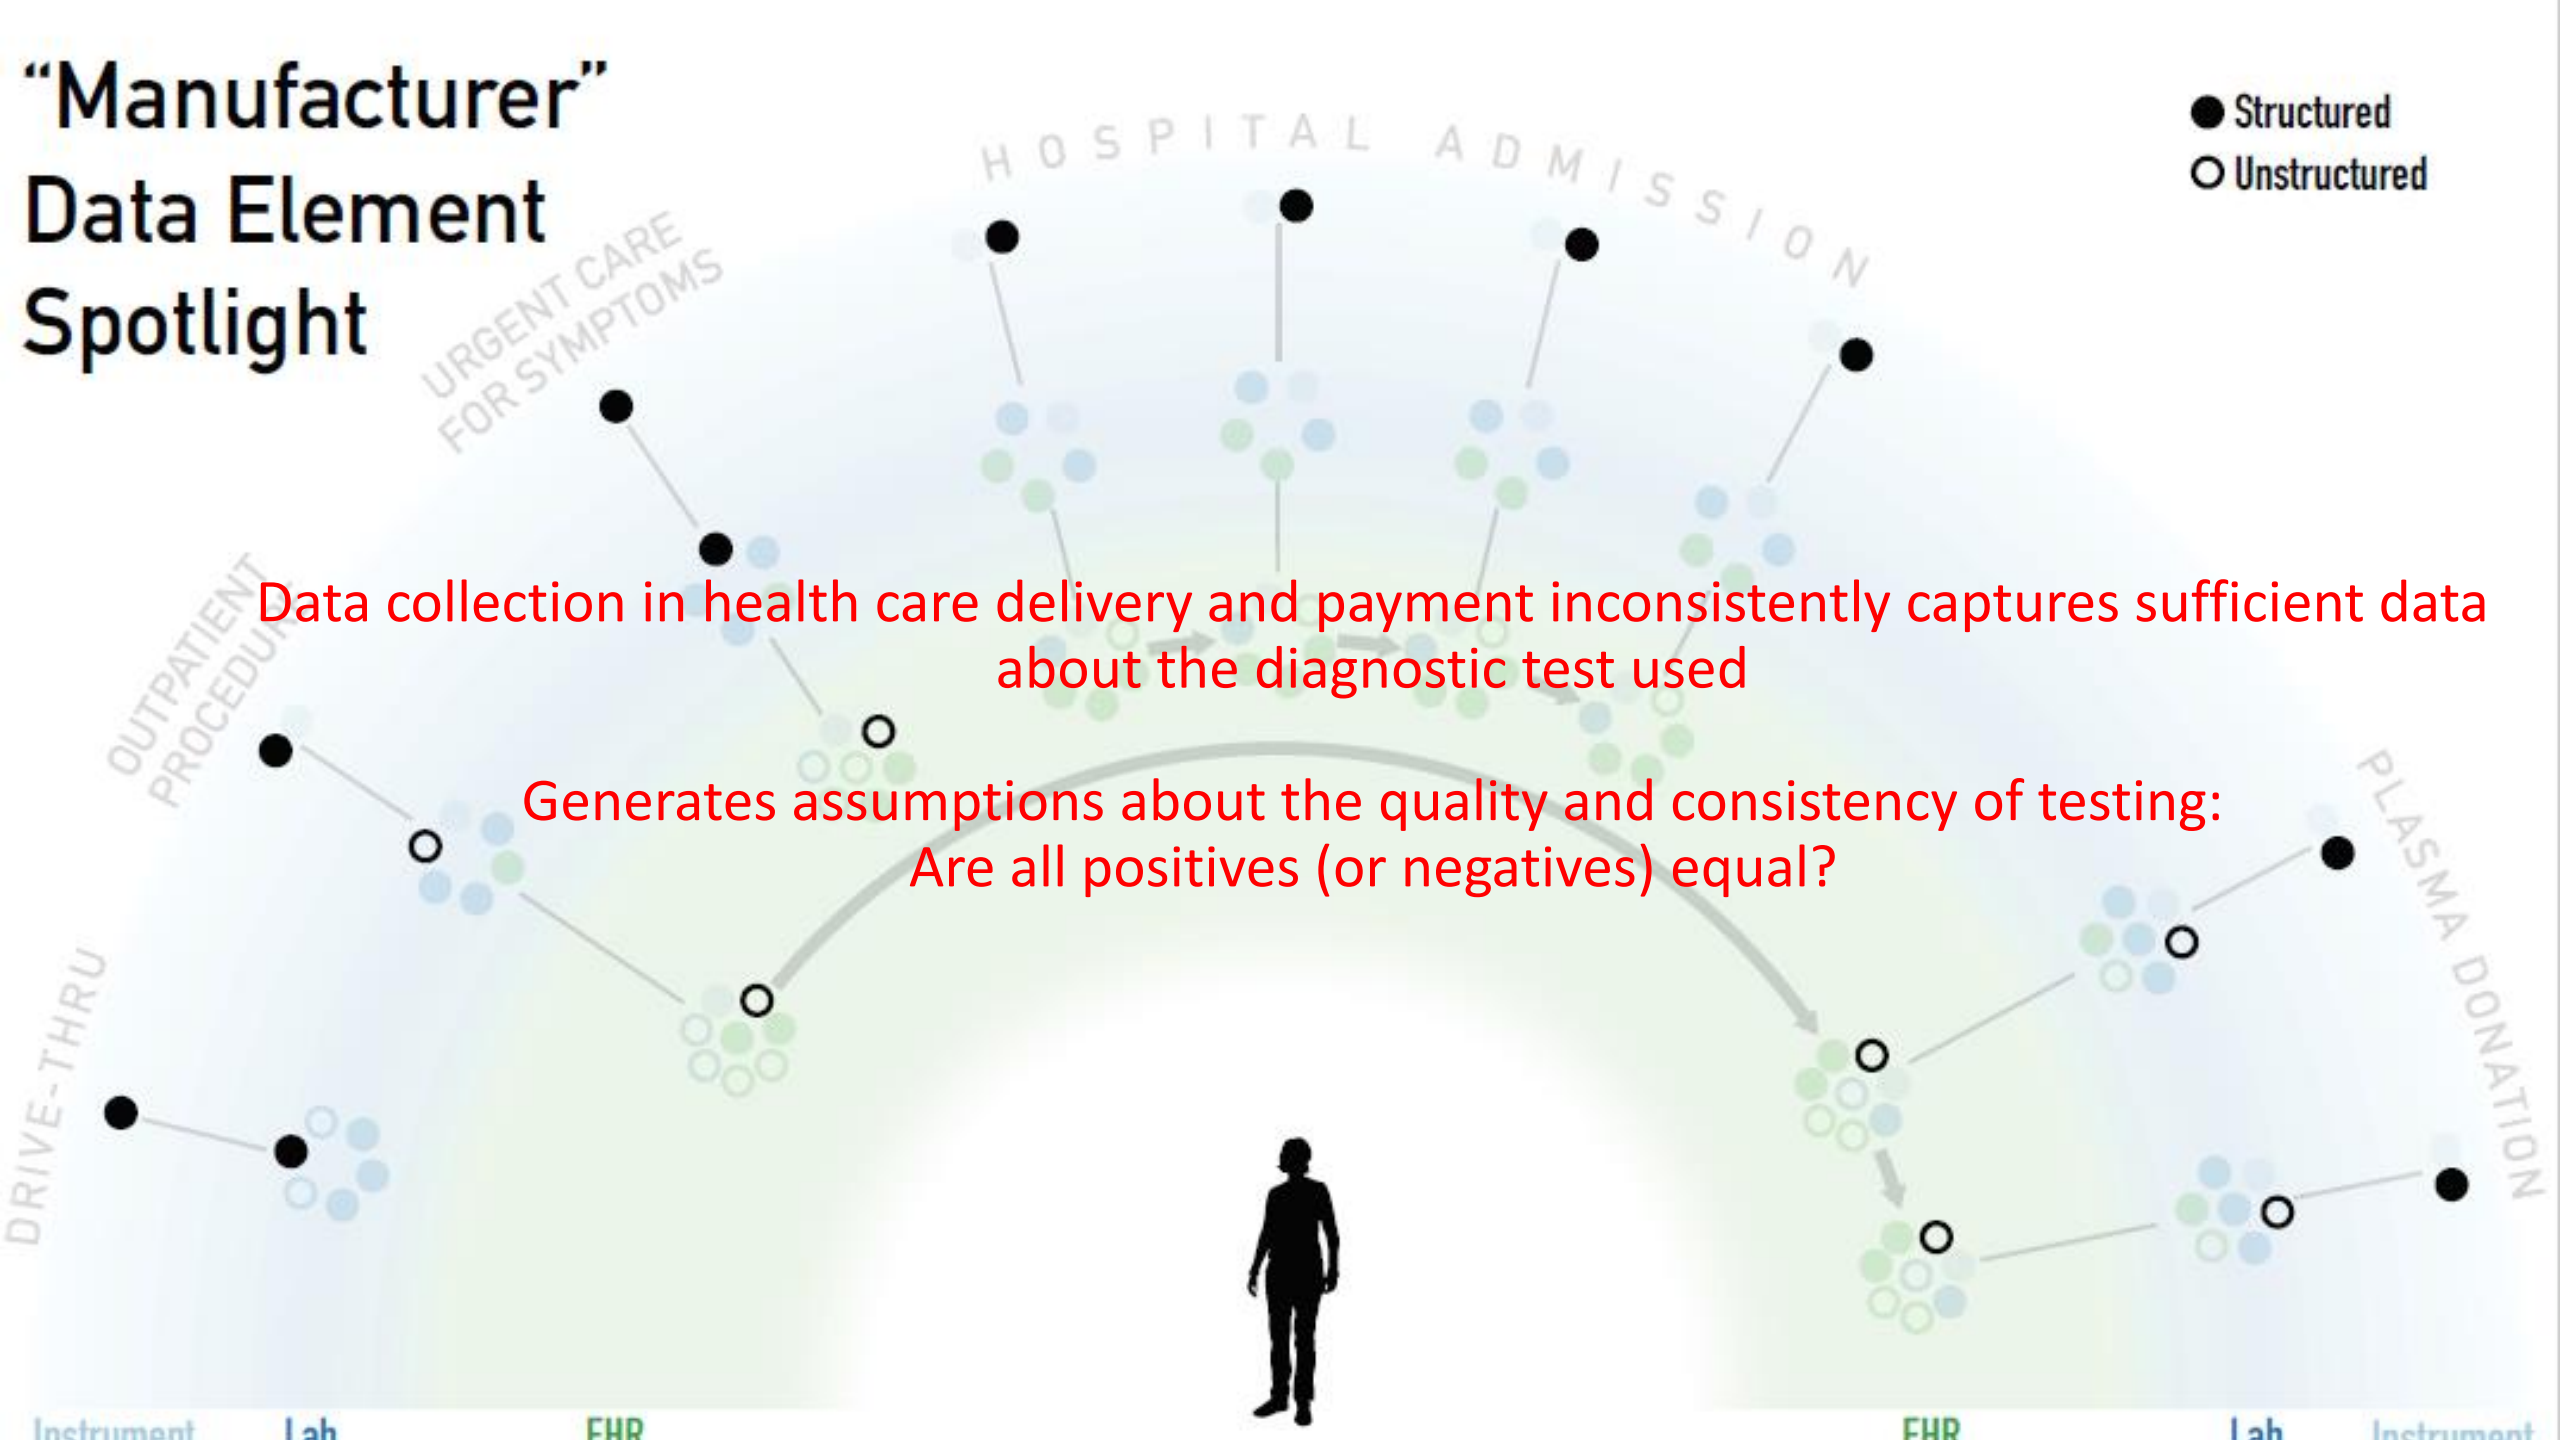 “Manufacturer”
Data Element
Spotlight
Structured
Unstructured
HOSPITAL ADMISSION
URGENT CARE
FOR SYMPTOMS
OUTPATIENT
PROCEDURE
DRIVE-THRU
PLASMA DONATION
Data collection in health care delivery and payment inconsistently captures sufficient data
about the diagnostic test used
Generates assumptions about the quality and consistency of testing:
Are all positives (or negatives) equal?
Instrument Lab EHR EHR Lab Instrument